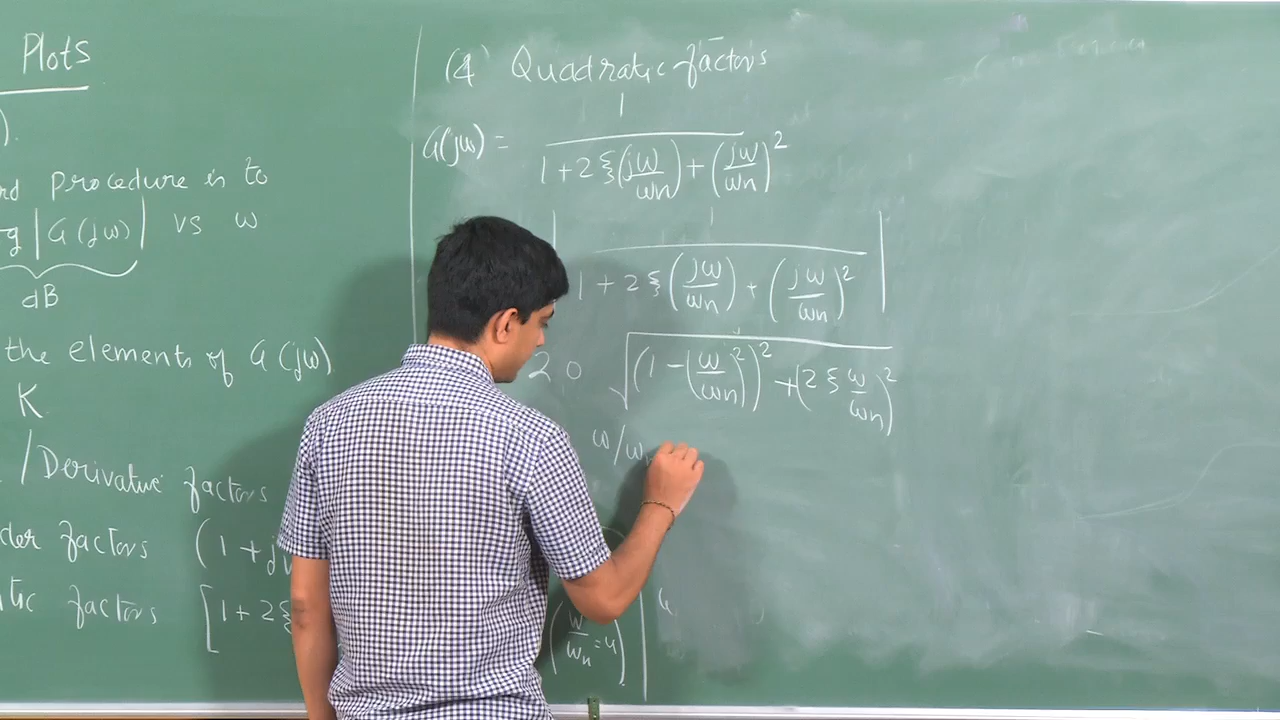 Plots
).
rd procedure is to
g |G(jω)| vs ω
dB
the elements of G(jω)
K
/Derivative factors
der factors (1 + j
tic factors [1 + 2ξ
(4) Quadratic factors
G(jω) = 1 / (1 + 2ξ(jω/ωn) + (jω/ωn)^2)
| 1 / (1 + 2ξ(jω/ωn) + (jω/ωn)^2) |
20 √((1 - (ω/ωn)^2)^2 + (2ξ ω/ωn)^2)
ω/ωn
(ω/ωn = 4)